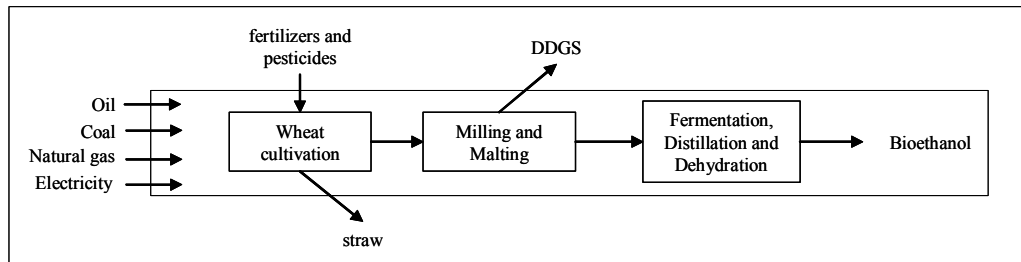 fertilizers and
pesticides
DDGS
Oil
Coal
Natural gas
Electricity
Wheat
cultivation
Milling and
Malting
Fermentation,
Distillation and
Dehydration
Bioethanol
straw